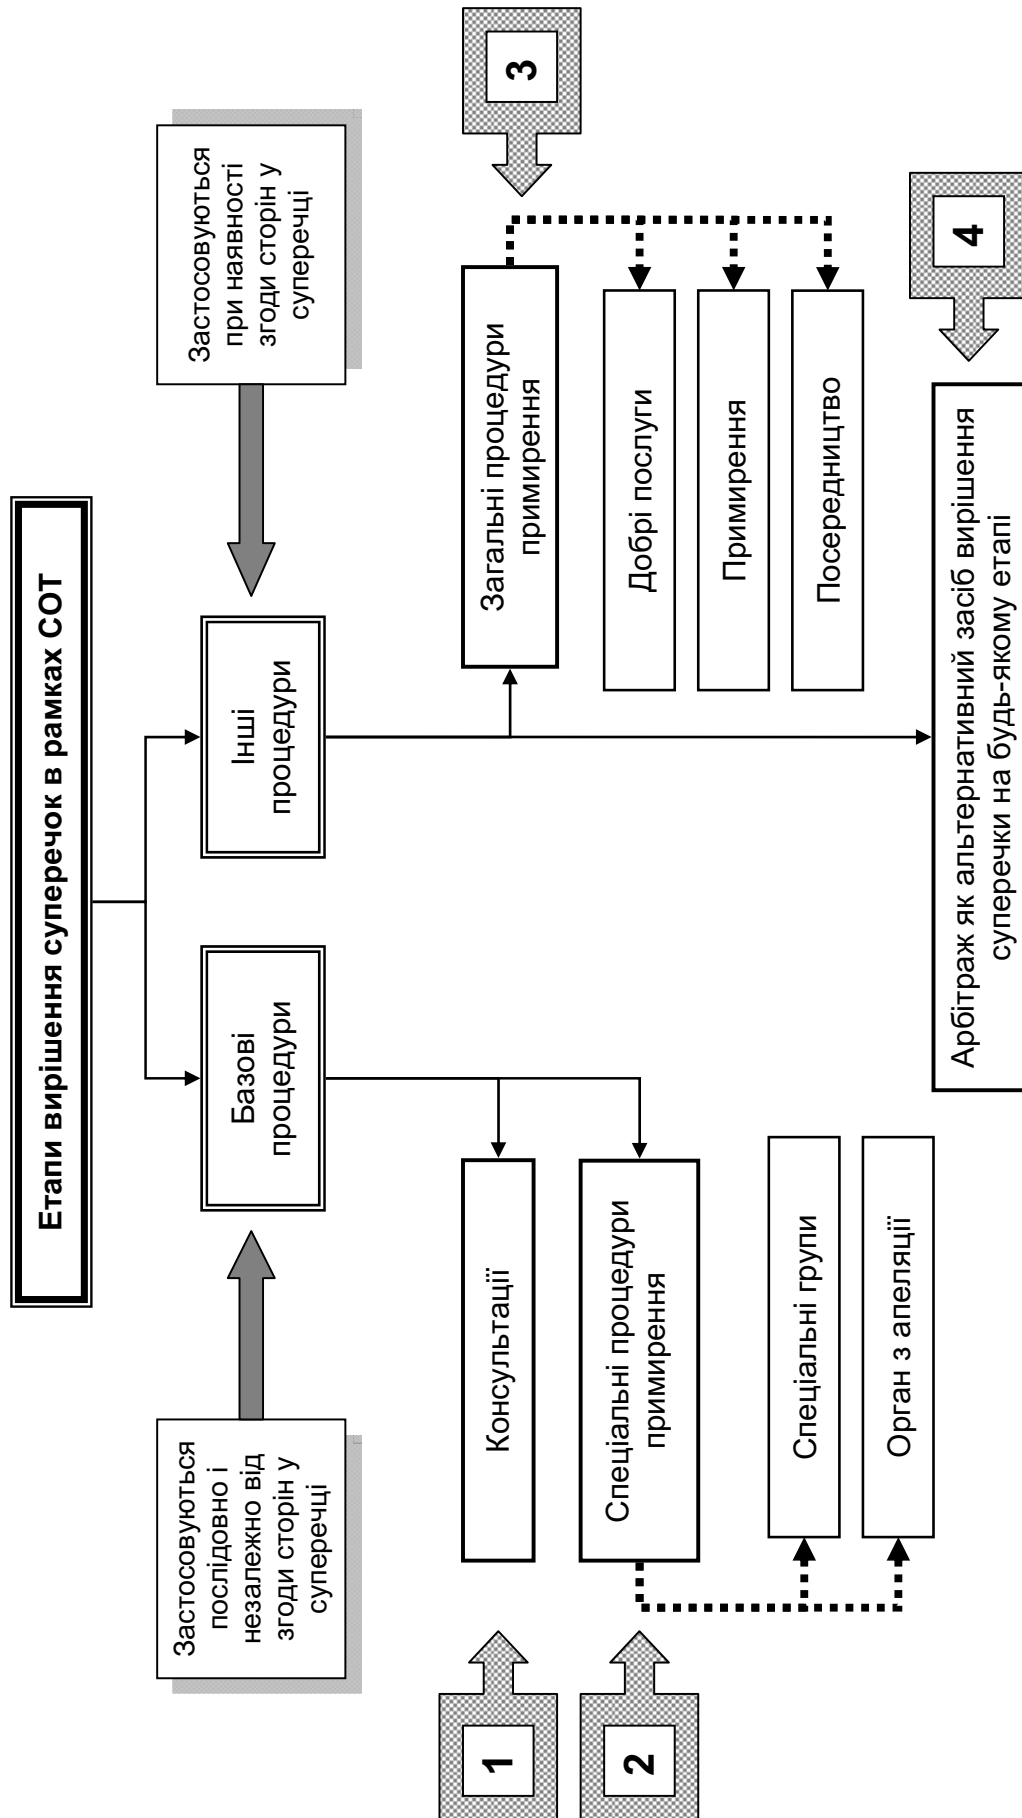 Етапи вирішення суперечок в рамках СОТ
Застосовуються
послідовно і
незалежно від
згоди сторін у
суперечці
Базові
процедури
Інші
процедури
Застосовуються
при наявності
згоди сторін у
суперечці
1
Консультації
2
Спеціальні процедури
примирення
Спеціальні групи
Орган з апеляції
Загальні процедури
примирення
3
Добрі послуги
Примирення
Посередництво
4
Арбітраж як альтернативний засіб вирішення
суперечки на будь-якому етапі